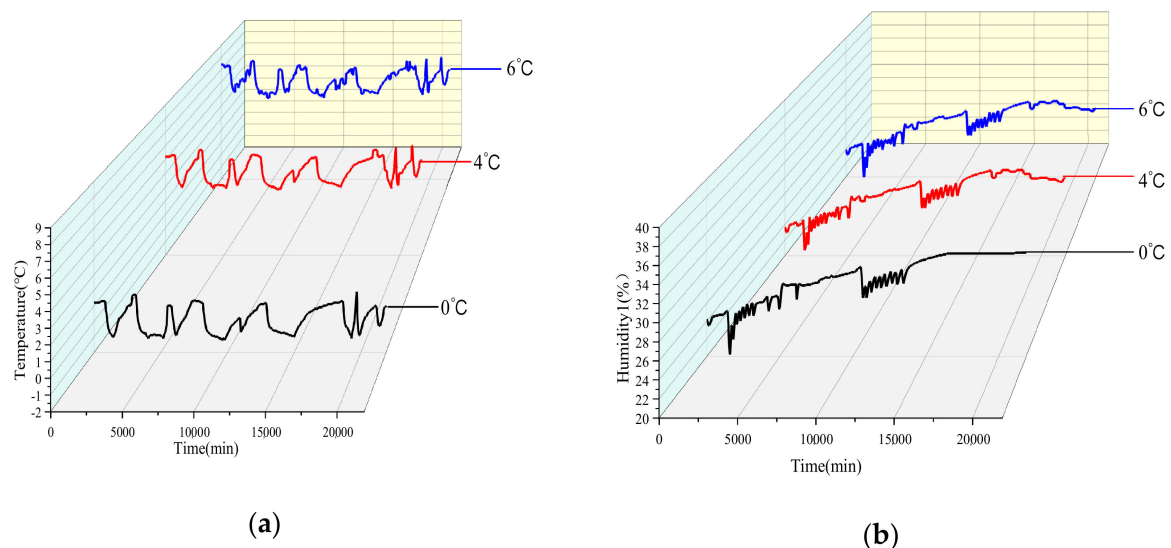 6°C
4°C
0°C
9
8
7
6
5
4
3
2
1
0
-1
-2
Temperature(°C)
0
5000
10000
15000
20000
Time(min)
(a)
6°C
4°C
0°C
40
38
36
34
32
30
28
26
24
22
20
Humidity1(%)
0
5000
10000
15000
20000
Time(min)
(b)